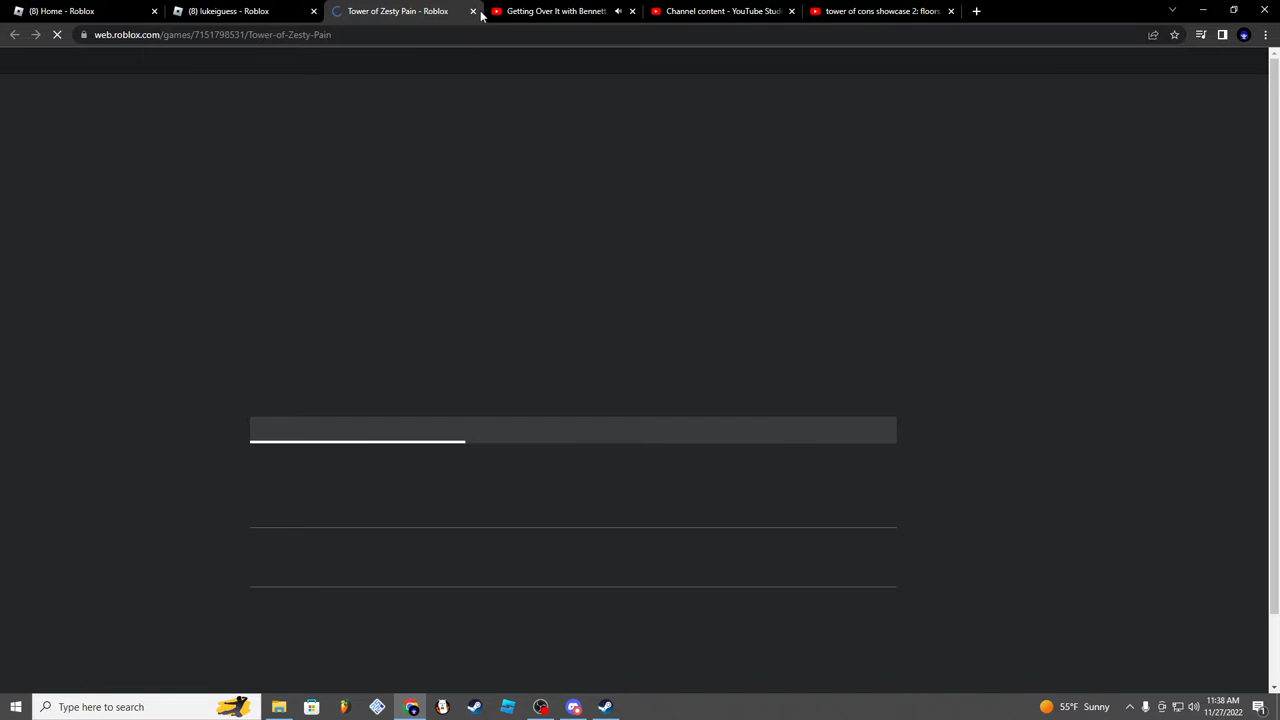 (8) Home - Roblox
(8) lukeiguess - Roblox
Tower of Zesty Pain - Roblox
Getting Over It with Bennett
Channel content - YouTube Stud
tower of cons showcase 2: floors
web.roblox.com/games/7151798531/Tower-of-Zesty-Pain
Type here to search
55°F Sunny
11:38 AM
11/27/2022
1